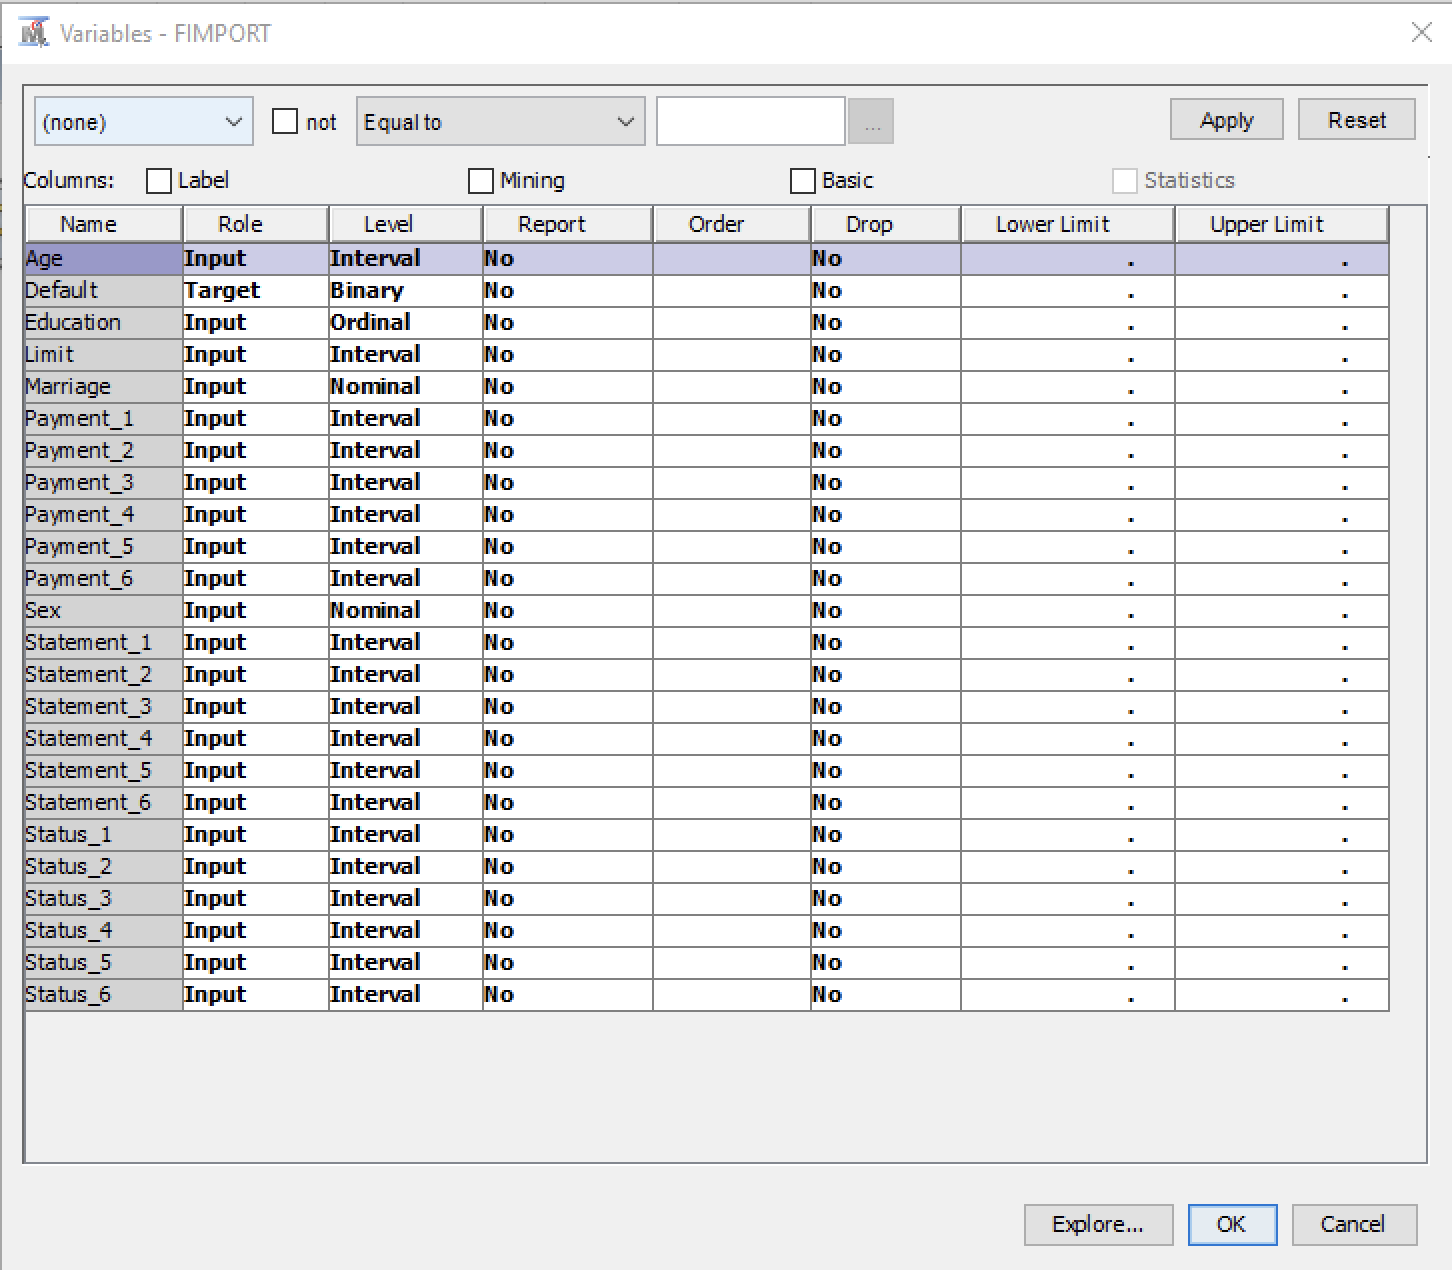 Variables - FIMPORT
(none) not Equal to ... Apply Reset
Columns: Label Mining Basic Statistics
Name Role Level Report Order Drop Lower Limit Upper Limit
Age Input Interval No No . .
Default Target Binary No No . .
Education Input Ordinal No No . .
Limit Input Interval No No . .
Marriage Input Nominal No No . .
Payment_1 Input Interval No No . .
Payment_2 Input Interval No No . .
Payment_3 Input Interval No No . .
Payment_4 Input Interval No No . .
Payment_5 Input Interval No No . .
Payment_6 Input Interval No No . .
Sex Input Nominal No No . .
Statement_1 Input Interval No No . .
Statement_2 Input Interval No No . .
Statement_3 Input Interval No No . .
Statement_4 Input Interval No No . .
Statement_5 Input Interval No No . .
Statement_6 Input Interval No No . .
Status_1 Input Interval No No . .
Status_2 Input Interval No No . .
Status_3 Input Interval No No . .
Status_4 Input Interval No No . .
Status_5 Input Interval No No . .
Status_6 Input Interval No No . .
Explore... OK Cancel